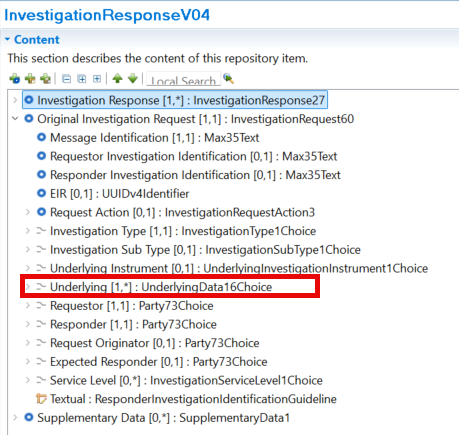 InvestigationResponseV04
Content
This section describes the content of this repository item.
Local Search
Investigation Response [1,*] : InvestigationResponse27
Original Investigation Request [1,1] : InvestigationRequest60
Message Identification [1,1] : Max35Text
Requestor Investigation Identification [0,1] : Max35Text
Responder Investigation Identification [0,1] : Max35Text
EIR [0,1] : UUIDv4Identifier
Request Action [0,1] : InvestigationRequestAction3
Investigation Type [1,1] : InvestigationType1Choice
Investigation Sub Type [0,1] : InvestigationSubType1Choice
Underlying Instrument [0,1] : UnderlyingInvestigationInstrument1Choice
Underlying [1,*] : UnderlyingData16Choice
Requestor [1,1] : Party73Choice
Responder [1,1] : Party73Choice
Request Originator [0,1] : Party73Choice
Expected Responder [0,1] : Party73Choice
Service Level [0,*] : InvestigationServiceLevel1Choice
Textual : ResponderInvestigationIdentificationGuideline
Supplementary Data [0,*] : SupplementaryData1